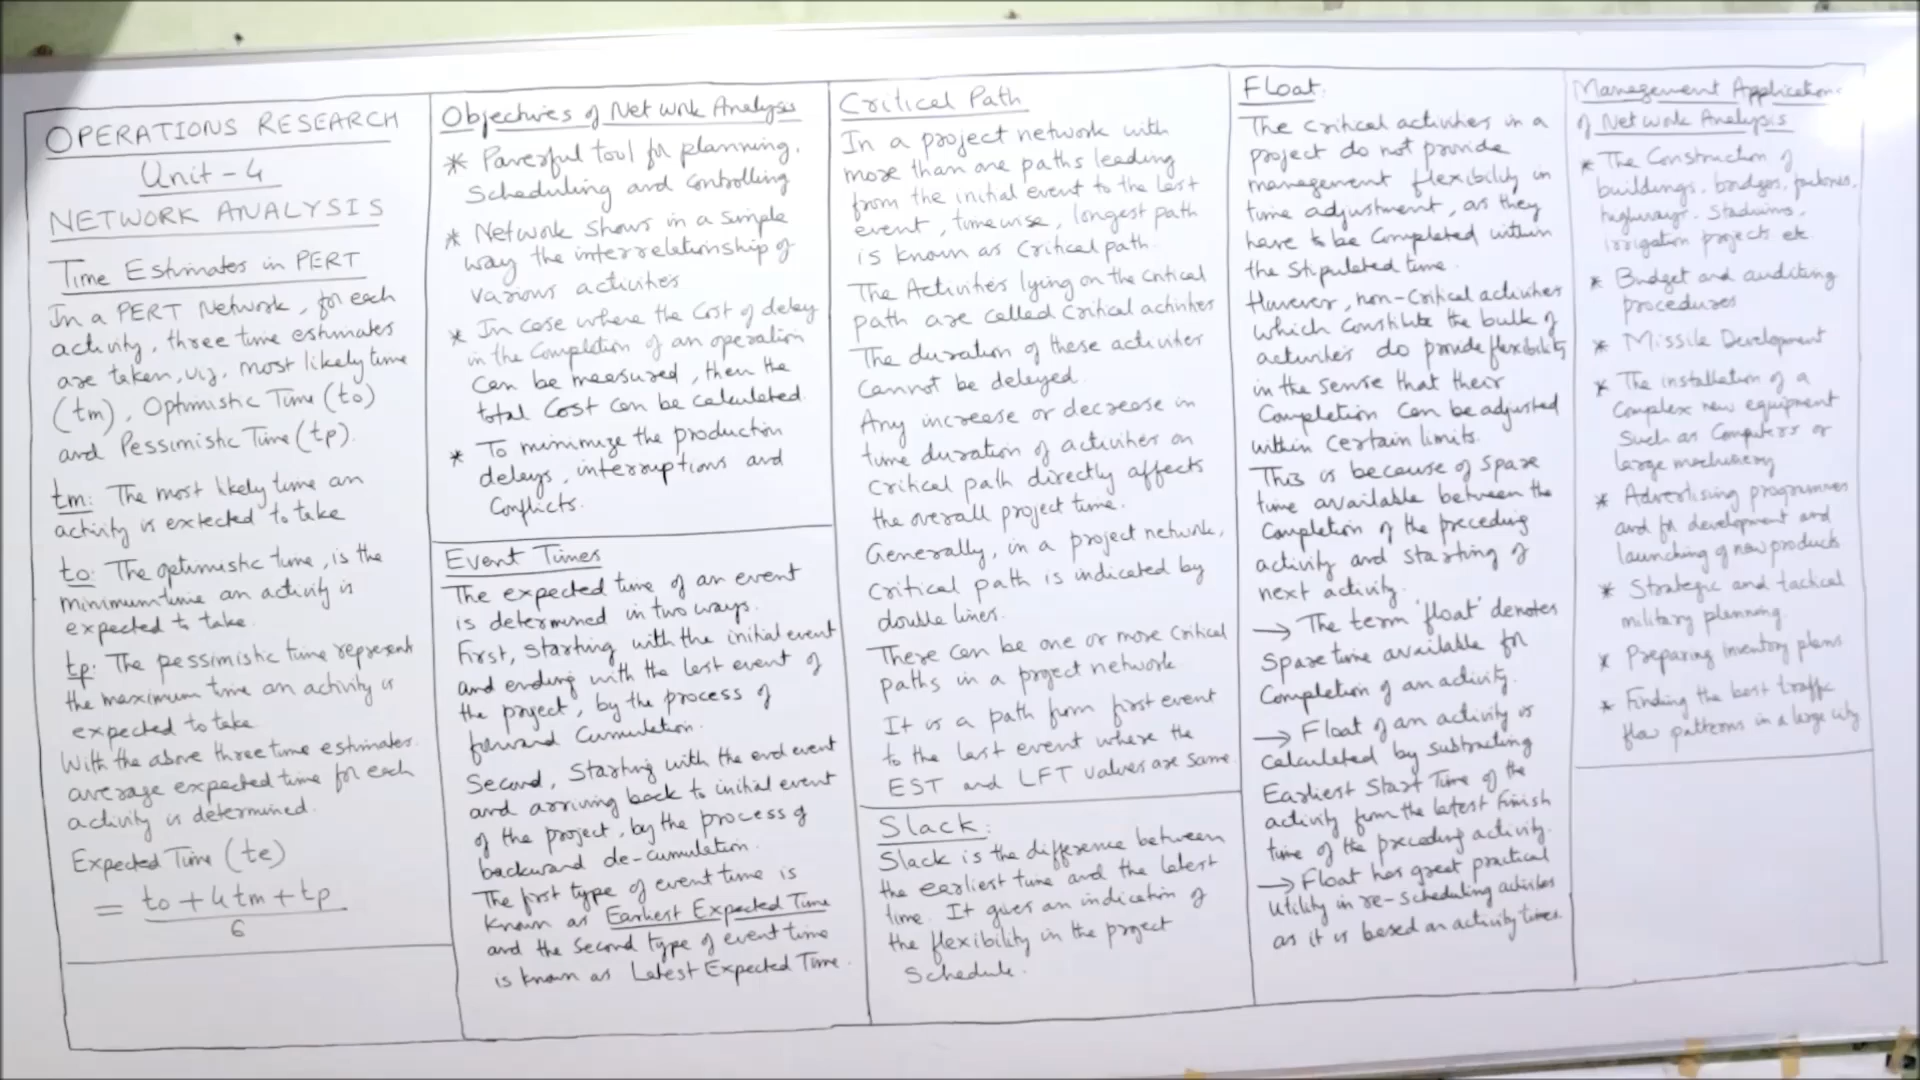 OPERATIONS RESEARCH
Unit-4
NETWORK ANALYSIS
Time Estimates in PERT
In a PERT Network, for each
activity, three time estimates
are taken, viz, most likely time
(tm), Optimistic Time (to)
and Pessimistic Time (tp).
tm: The most likely time an
activity is extected to take
to: The optimistic time, is the
minimum time an activity is
expected to take.
tp: The pessimistic time represent
the maximum time an activity is
expected to take
With the above three time estimates.
average expected time for each
activity is determined.
Expected Time (te)
= to + 4tm + tp
6
Objectives of Network Analysis
* Powerful tool for planning,
Scheduling and Controlling
* Network shows in a simple
way the interrelationship of
various activities
* In case where the Cost of delay
in the Completion of an operation
Can be measured, then the
total Cost can be calculated.
* To minimize the production
delays, interruptions and
Conflicts.
Event Times
The expected time of an event
is determined in two ways.
First, starting with the initial event
and ending with the last event of
the project, by the process of
forward Cumulation.
Second, Starting with the end event
and arriving back to initial event
of the project, by the process of
backward de-cumulation.
The first type of event time is
known as Earliest Expected Time
and the second type of event time
is known as Latest Expected Time.
Critical Path
In a project network with
more than one paths leading
from the initial event to the last
event, timewise, longest path
is known as Critical path.
The Activities lying on the critical
path are called Critical activities
The duration of these activities
Cannot be delayed.
Any increase or decrease in
time duration of activities on
Critical path directly affects
the overall project time.
Generally, in a project network,
Critical path is indicated by
double lines.
There can be one or more Critical
paths in a project network.
It is a path from first event
to the last event where the
EST and LFT values are same.
Slack:
Slack is the difference between
the earliest time and the latest
time. It gives an indication of
the flexibility in the project
Schedule.
Float:
The critical activities in a
project do not provide
management flexibility in
time adjustment, as they
have to be Completed within
the stipulated time.
However, non-Critical activities
which constitute the bulk of
activities do provide flexibility
in the sense that their
Completion can be adjusted
within certain limits.
This is because of spare
time available between the
Completion of the preceding
activity and starting of
next activity.
→ The term 'float' denotes
Spare time available for
Completion of an activity.
→ Float of an activity is
calculated by subtracting
Earliest Start Time of the
activity from the latest Finish
time of the preceding activity.
→ Float has great practical
Utility in re-scheduling activities
as it is based on activity times.
Management Applications
of Network Analysis
* The Construction of
buildings, bridges, factories,
highways, Stadiums,
irrigation projects etc
* Budget and auditing
procedures
* Missile Development
* The installation of a
Complex new equipment
Such as Computers or
large machinery
* Advertising programmes
and for development and
launching of new products
* Strategic and tactical
military planning
* Preparing inventory plans
* Finding the best traffic
flow patterns in a large city